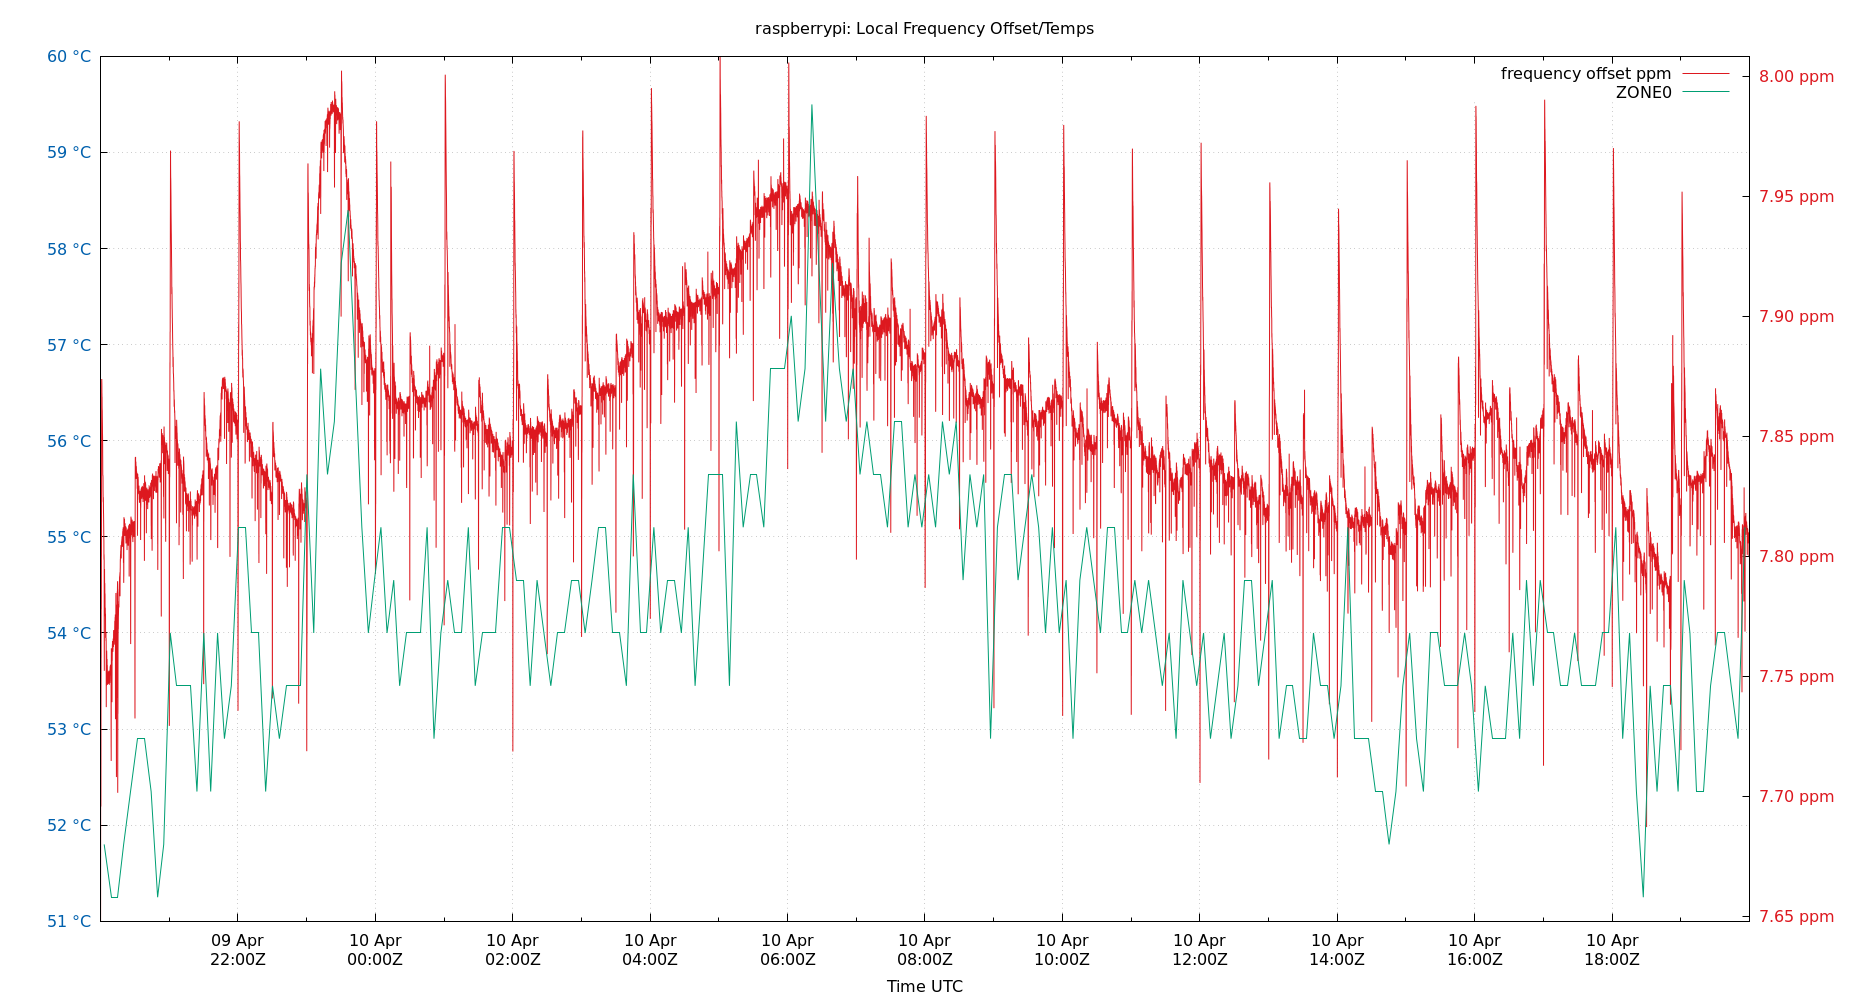 raspberrypi: Local Frequency Offset/Temps
60 °C
59 °C
58 °C
57 °C
56 °C
55 °C
54 °C
53 °C
52 °C
51 °C
frequency offset ppm
ZONE0
8.00 ppm
7.95 ppm
7.90 ppm
7.85 ppm
7.80 ppm
7.75 ppm
7.70 ppm
7.65 ppm
09 Apr
22:00Z
10 Apr
00:00Z
10 Apr
02:00Z
10 Apr
04:00Z
10 Apr
06:00Z
10 Apr
08:00Z
10 Apr
10:00Z
10 Apr
12:00Z
10 Apr
14:00Z
10 Apr
16:00Z
10 Apr
18:00Z
Time UTC